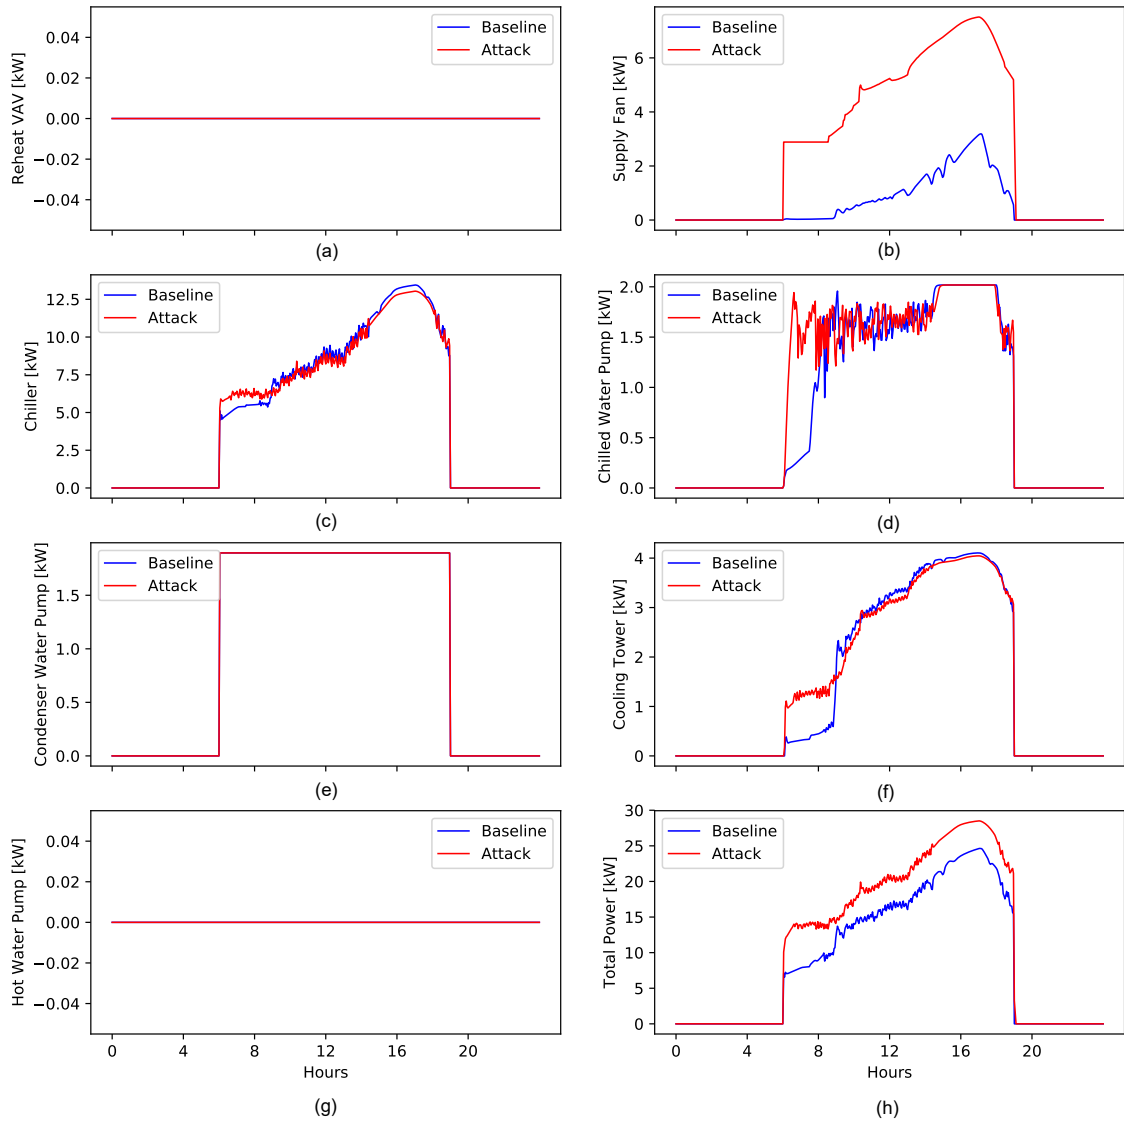 Reheat VAV [kW]
0.04
0.02
0.00
−0.02
−0.04
Baseline
Attack
(a)
Supply Fan [kW]
6
4
2
0
Baseline
Attack
(b)
Chiller [kW]
12.5
10.0
7.5
5.0
2.5
0.0
Baseline
Attack
(c)
Chilled Water Pump [kW]
2.0
1.5
1.0
0.5
0.0
Baseline
Attack
(d)
Condenser Water Pump [kW]
1.5
1.0
0.5
0.0
Baseline
Attack
(e)
Cooling Tower [kW]
4
3
2
1
0
Baseline
Attack
(f)
Hot Water Pump [kW]
0.04
0.02
0.00
−0.02
−0.04
Baseline
Attack
0 4 8 12 16 20
Hours
(g)
Total Power [kW]
30
25
20
15
10
5
0
Baseline
Attack
0 4 8 12 16 20
Hours
(h)